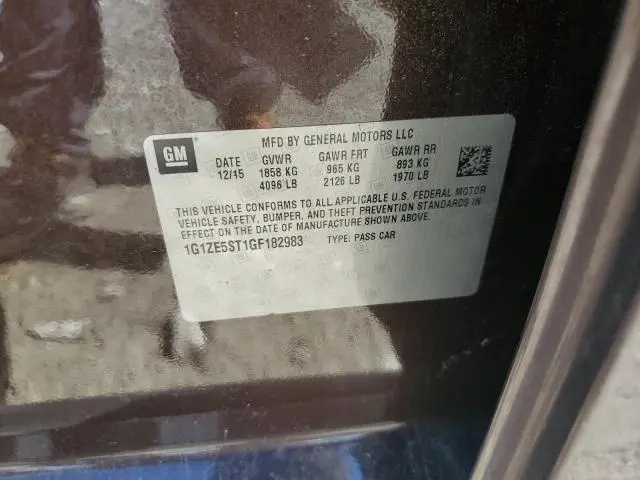 GM
MFD BY GENERAL MOTORS LLC
DATE GVWR GAWR FRT GAWR RR
12/15 1858 KG 965 KG 893 KG
4096 LB 2126 LB 1970 LB
THIS VEHICLE CONFORMS TO ALL APPLICABLE U.S. FEDERAL MOTOR
VEHICLE SAFETY, BUMPER, AND THEFT PREVENTION STANDARDS IN
EFFECT ON THE DATE OF MANUFACTURE SHOWN ABOVE.
1G1ZE5ST1GF182983 TYPE: PASS CAR